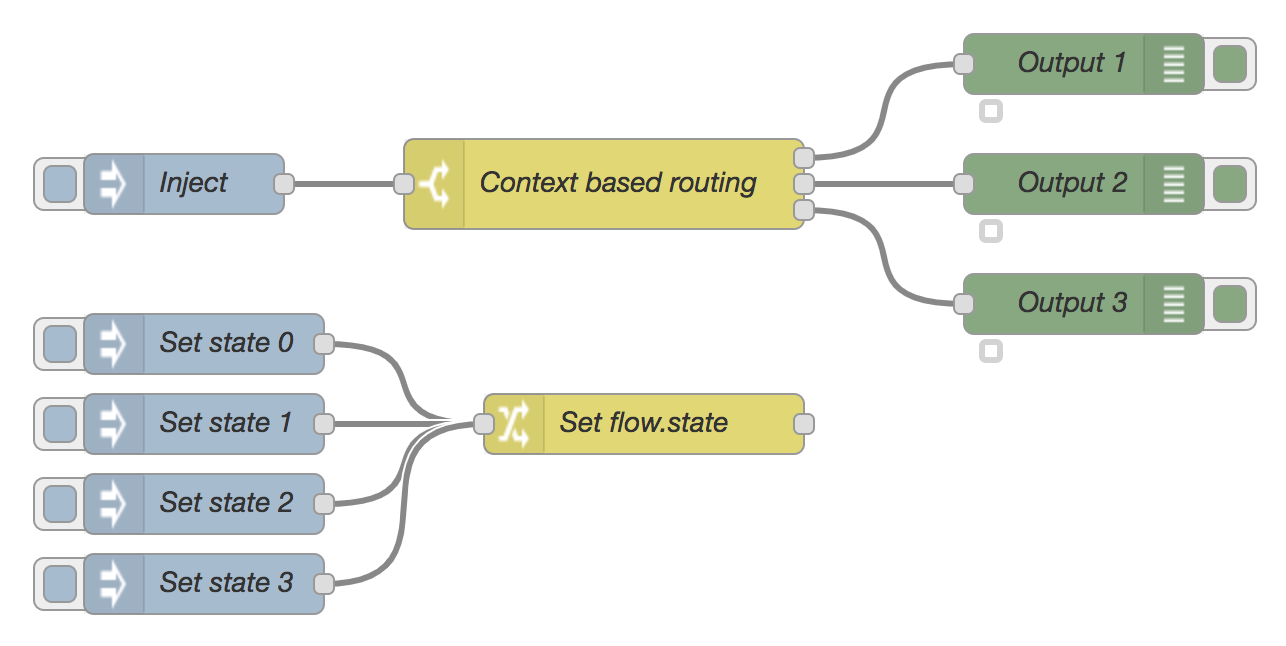 Inject
Context based routing
Output 1
Output 2
Output 3
Set state 0
Set state 1
Set state 2
Set state 3
Set flow.state